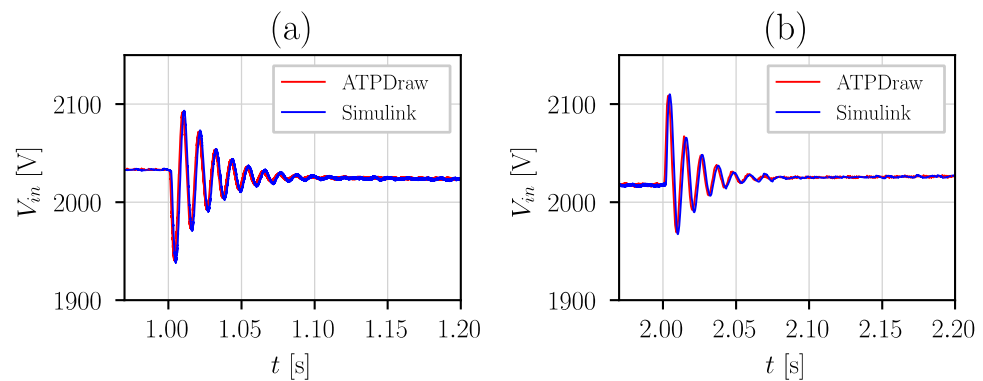 (a)
ATPDraw
Simulink
2100
2000
1900
V_in [V]
1.00 1.05 1.10 1.15 1.20
t [s]
(b)
ATPDraw
Simulink
2100
2000
1900
V_in [V]
2.00 2.05 2.10 2.15 2.20
t [s]